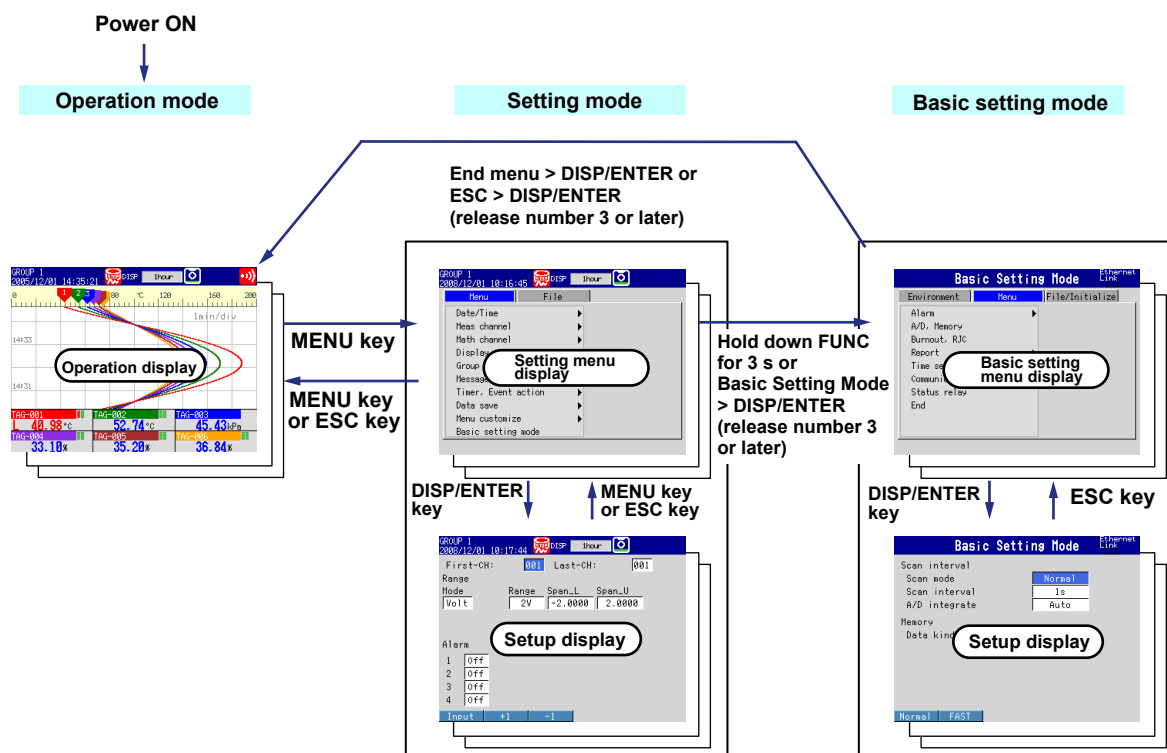 Power ON
Operation mode
Setting mode
Basic setting mode
End menu > DISP/ENTER or
ESC > DISP/ENTER
(release number 3 or later)
GROUP 1
2005/12/01 14:35:21
DISP
1hour
0
1
2
3
80
°C
120
160
200
1min/div
14:33
Operation display
14:31
TAG-001
L 40.98°C
TAG-002
52.74°C
TAG-003
45.43kPa
TAG-004
33.10%
TAG-005
35.20%
TAG-006
36.84%
MENU key
MENU key
or ESC key
GROUP 1
2008/12/01 10:16:45
DISP
1hour
Menu
File
Date/Time
Meas channel
Math channel
Display
Group
Message
Timer, Event action
Data save
Menu customize
Basic setting mode
Setting menu
display
Hold down FUNC
for 3 s or
Basic Setting Mode
> DISP/ENTER
(release number 3
or later)
Basic Setting Mode
Ethernet
Link
Environment
Menu
File/Initialize
Alarm
A/D, Memory
Burnout, RJC
Report
Time se
Communi
Status relay
End
Basic setting
menu display
DISP/ENTER
key
MENU key
or ESC key
DISP/ENTER
key
ESC key
GROUP 1
2008/12/01 10:17:44
DISP
1hour
First-CH: 001 Last-CH: 001
Range
Mode Range Span_L Span_U
Volt 2V -2.0000 2.0000
Setup display
Alarm
1 Off
2 Off
3 Off
4 Off
Input +1 -1
Basic Setting Mode
Ethernet
Link
Scan interval
Scan mode Normal
Scan interval 1s
A/D integrate Auto
Memory
Data kind
Setup display
Normal FAST